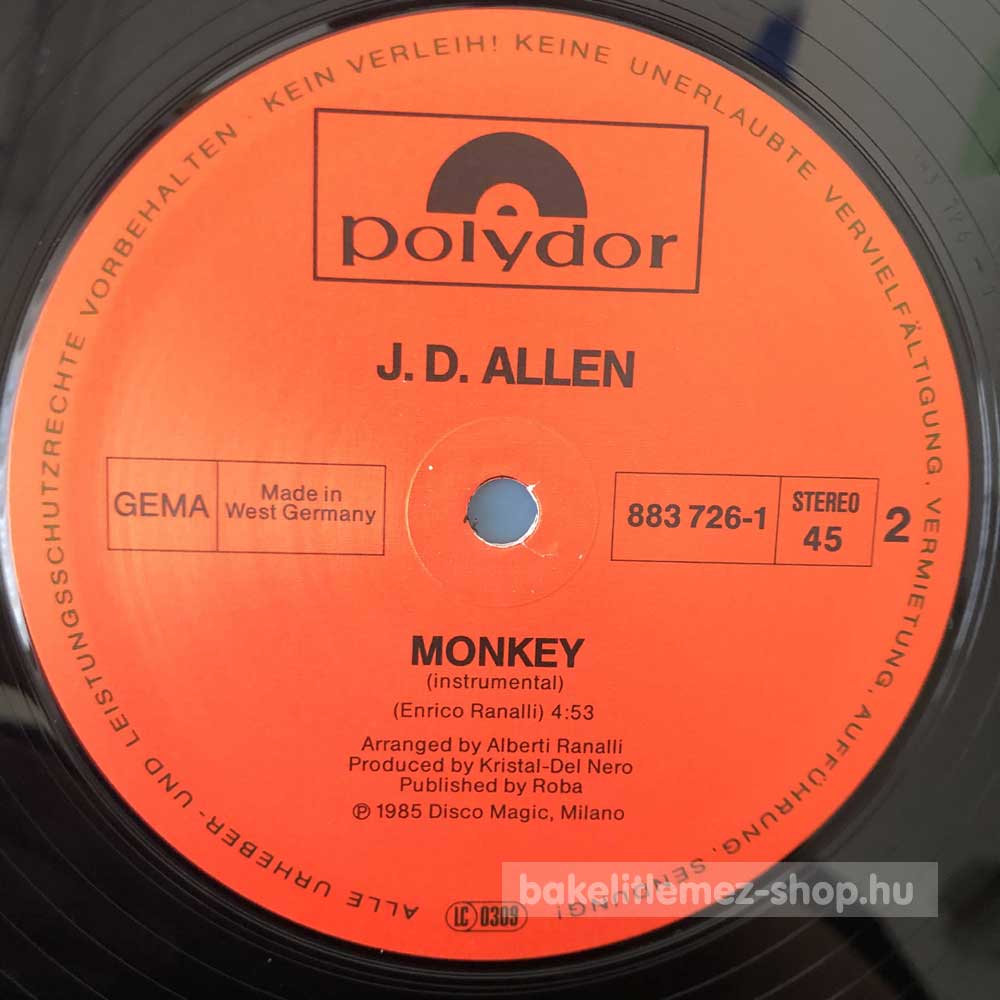 ALLE URHEBER- UND LEISTUNGSSCHUTZRECHTE VORBEHALTEN · KEIN VERLEIH! KEINE UNERLAUBTE VERVIELFÄLTIGUNG, VERMIETUNG, AUFFÜHRUNG, SENDUNG!
polydor
J. D. ALLEN
GEMA
Made in
West Germany
883 726-1
STEREO
45
2
MONKEY
(instrumental)
(Enrico Ranalli) 4:53
Arranged by Alberti Ranalli
Produced by Kristal-Del Nero
Published by Roba
℗ 1985 Disco Magic, Milano
LC 0309
bakelitlemez-shop.hu